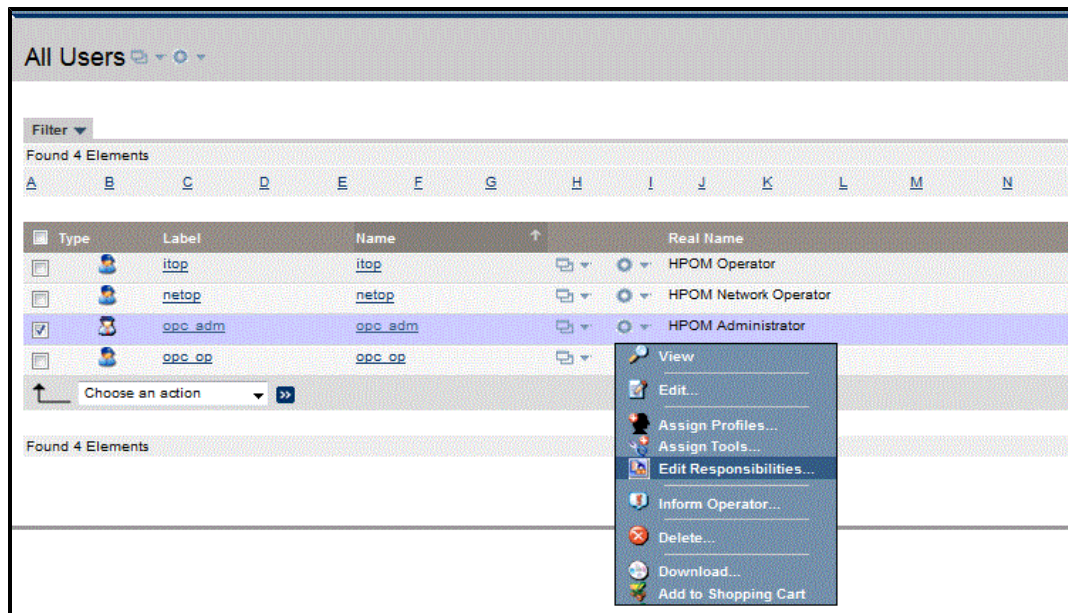 All Users
Filter
Found 4 Elements
A B C D E F G H I J K L M N
Type Label Name Real Name
itop itop HPOM Operator
netop netop HPOM Network Operator
opc_adm opc_adm HPOM Administrator
opc_op opc_op
Choose an action >>
Found 4 Elements
View
Edit...
Assign Profiles...
Assign Tools...
Edit Responsibilities...
Inform Operator...
Delete...
Download...
Add to Shopping Cart